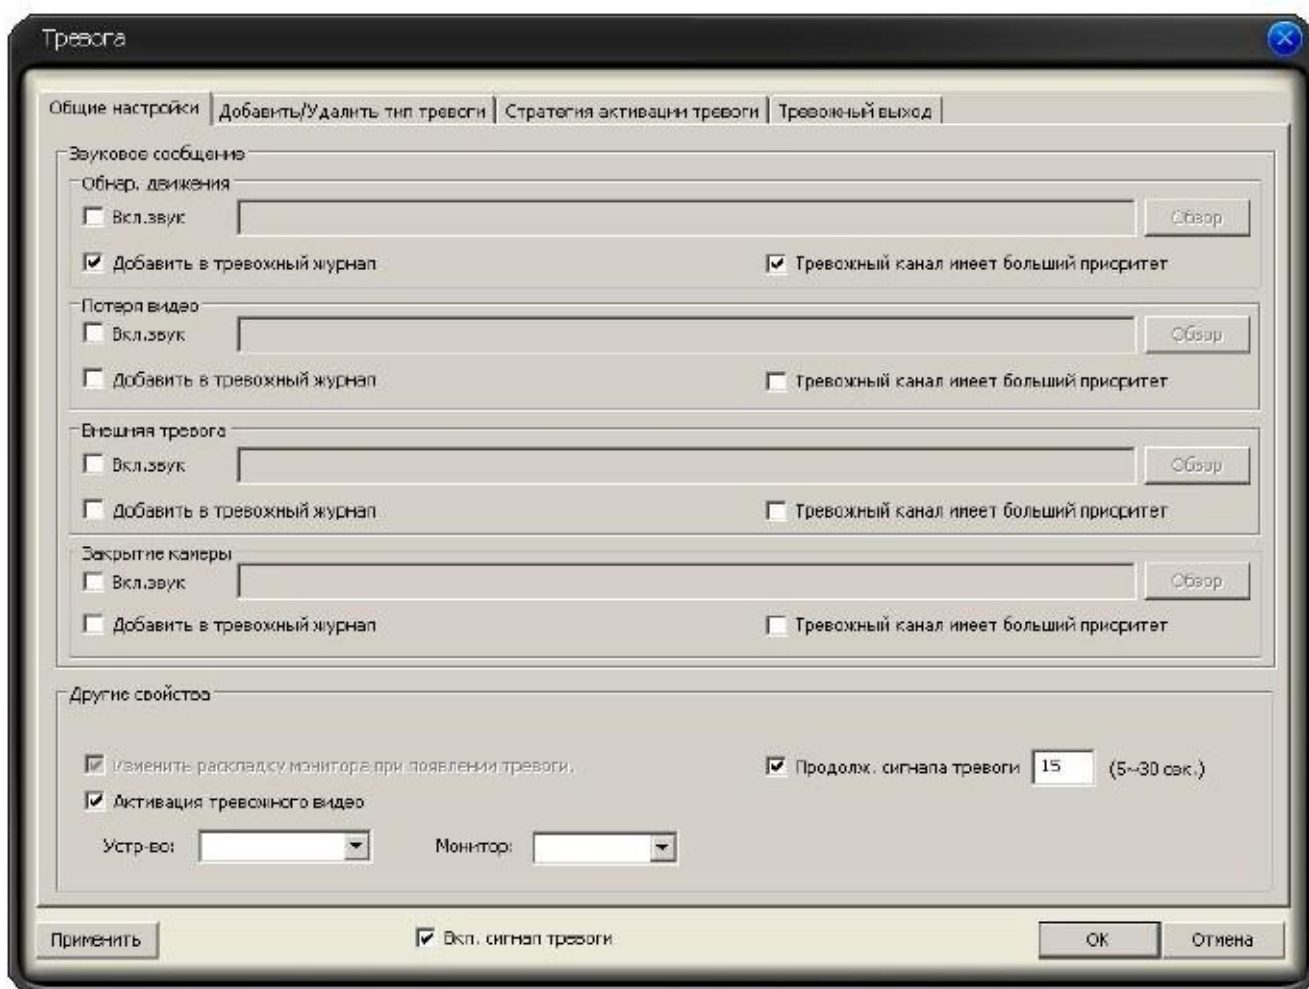 Тревога
Общие настройки Добавить/Удалить тип тревоги Стратегия активации тревоги Тревожный выход
Звуковое сообщение
Обнар. движения
Вкл.звук Обзор
Добавить в тревожный журнал Тревожный канал имеет больший приоритет
Потеря видео
Вкл.звук Обзор
Добавить в тревожный журнал Тревожный канал имеет больший приоритет
Внешняя тревога
Вкл.звук Обзор
Добавить в тревожный журнал Тревожный канал имеет больший приоритет
Закрытие камеры
Вкл.звук Обзор
Добавить в тревожный журнал Тревожный канал имеет больший приоритет
Другие свойства
Изменить раскладку монитора при появлении тревоги. Продолж. сигнала тревоги 15 (5~30 сек.)
Активация тревожного видео
Устр-во: Монитор:
Применить Вкл. сигнал тревоги OK Отмена